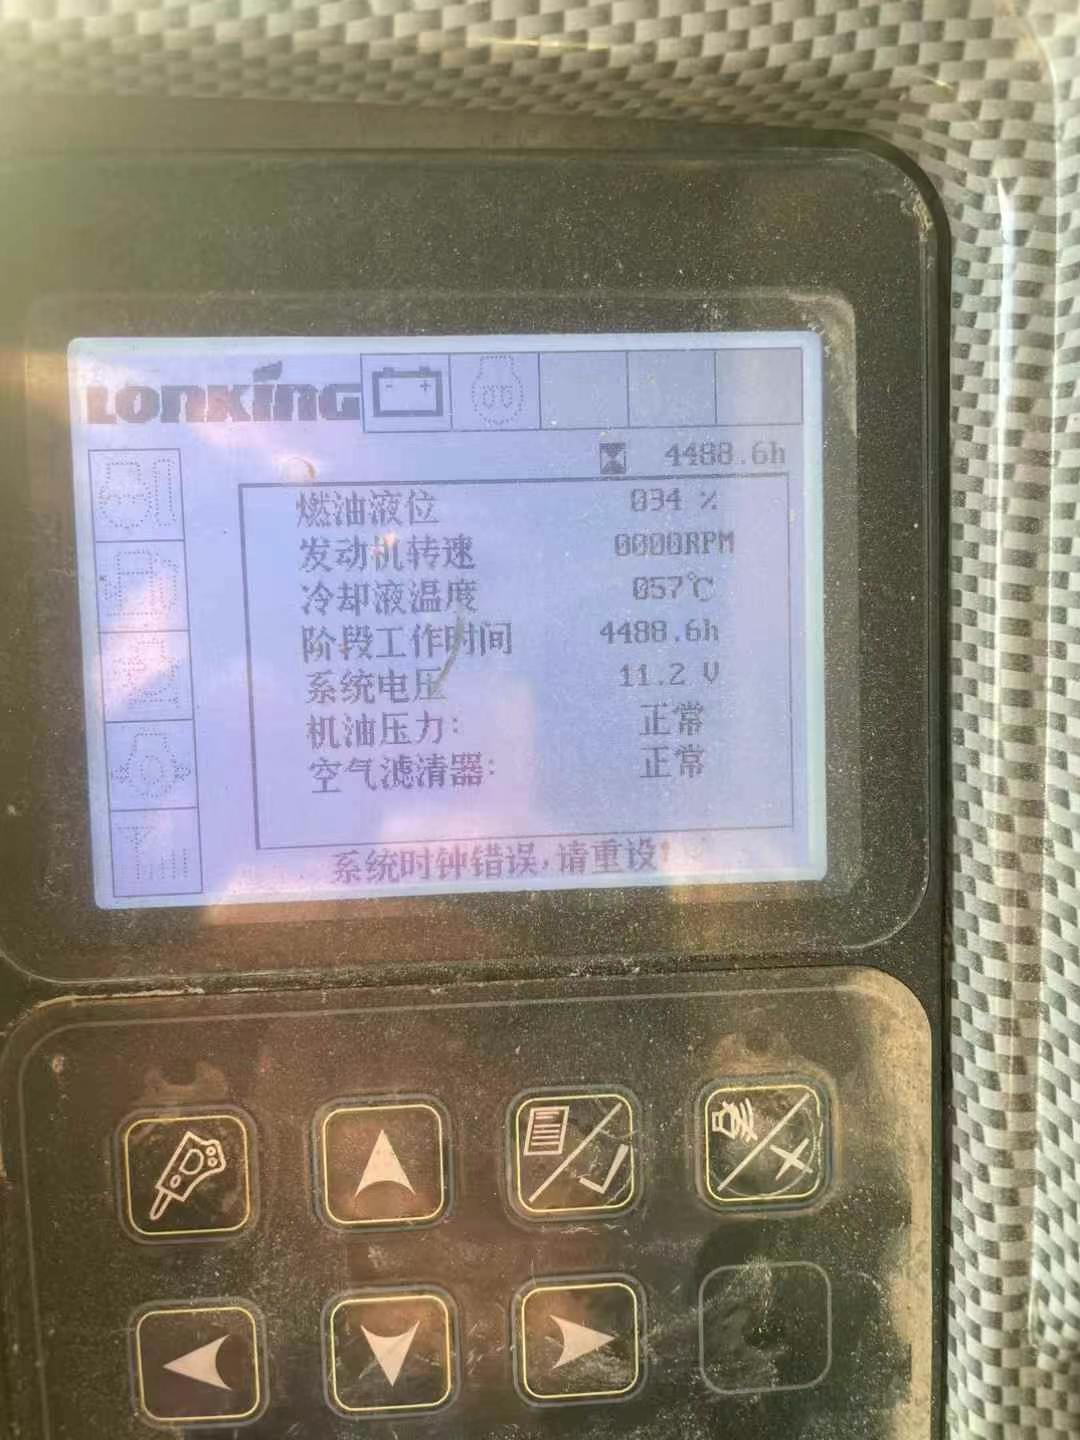 LONKING
4488.6h
燃油液位 034 %
发动机转速 0000RPM
冷却液温度 057℃
阶段工作时间 4488.6h
系统电压 11.2 V
机油压力: 正常
空气滤清器: 正常
系统时钟错误,请重设!